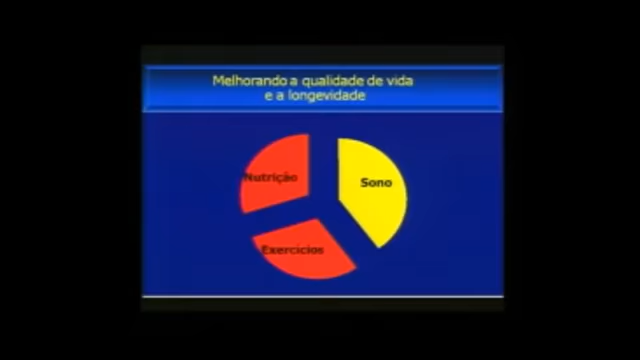 Melhorando a qualidade de vida
e a longevidade
Nutrição
Sono
Exercícios